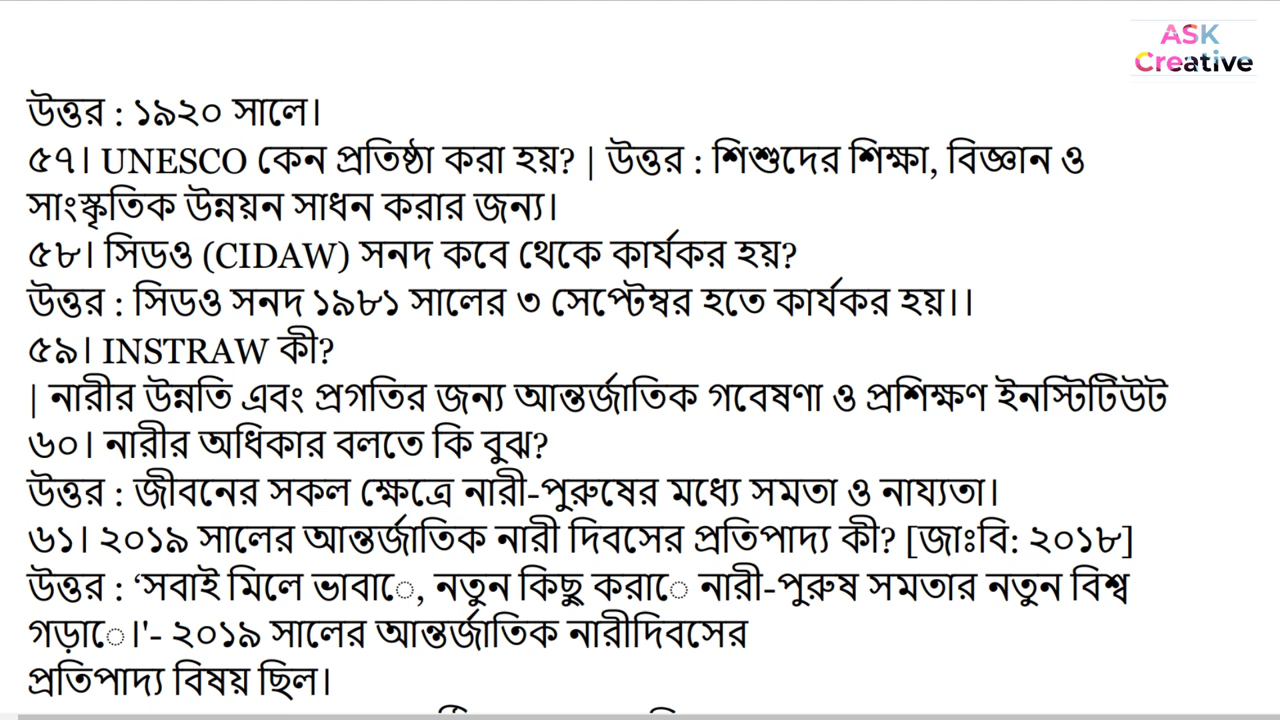 ASK
Creative
উত্তর : ১৯২০ সালে।
৫৭। UNESCO কেন প্রতিষ্ঠা করা হয়? | উত্তর : শিশুদের শিক্ষা, বিজ্ঞান ও
সাংস্কৃতিক উন্নয়ন সাধন করার জন্য।
৫৮। সিডও (CIDAW) সনদ কবে থেকে কার্যকর হয়?
উত্তর : সিডও সনদ ১৯৮১ সালের ৩ সেপ্টেম্বর হতে কার্যকর হয়।।
৫৯। INSTRAW কী?
| নারীর উন্নতি এবং প্রগতির জন্য আন্তর্জাতিক গবেষণা ও প্রশিক্ষণ ইনস্টিটিউট
৬০। নারীর অধিকার বলতে কি বুঝ?
উত্তর : জীবনের সকল ক্ষেত্রে নারী-পুরুষের মধ্যে সমতা ও নায্যতা।
৬১। ২০১৯ সালের আন্তর্জাতিক নারী দিবসের প্রতিপাদ্য কী? [জাঃবি: ২০১৮]
উত্তর : ‘সবাই মিলে ভাবাে, নতুন কিছু করাে নারী-পুরুষ সমতার নতুন বিশ্ব
গড়াে।'- ২০১৯ সালের আন্তর্জাতিক নারীদিবসের
প্রতিপাদ্য বিষয় ছিল।